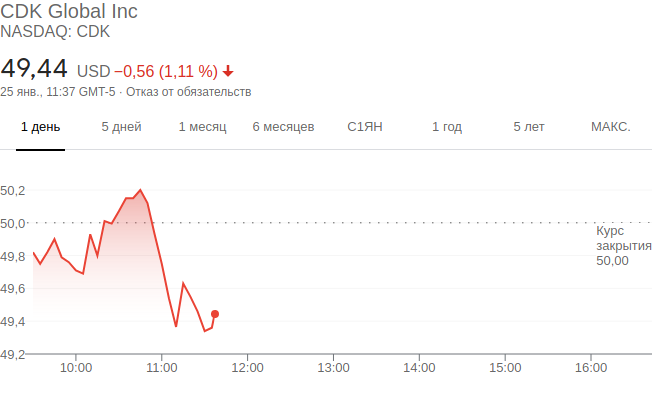 CDK Global Inc
NASDAQ: CDK
49,44 USD −0,56 (1,11 %)
25 янв., 11:37 GMT-5 · Отказ от обязательств
1 день 5 дней 1 месяц 6 месяцев С1ЯН 1 год 5 лет МАКС.
50,2
50,0
Курс
закрытия
50,00
49,8
49,6
49,4
49,2
10:00 11:00 12:00 13:00 14:00 15:00 16:00